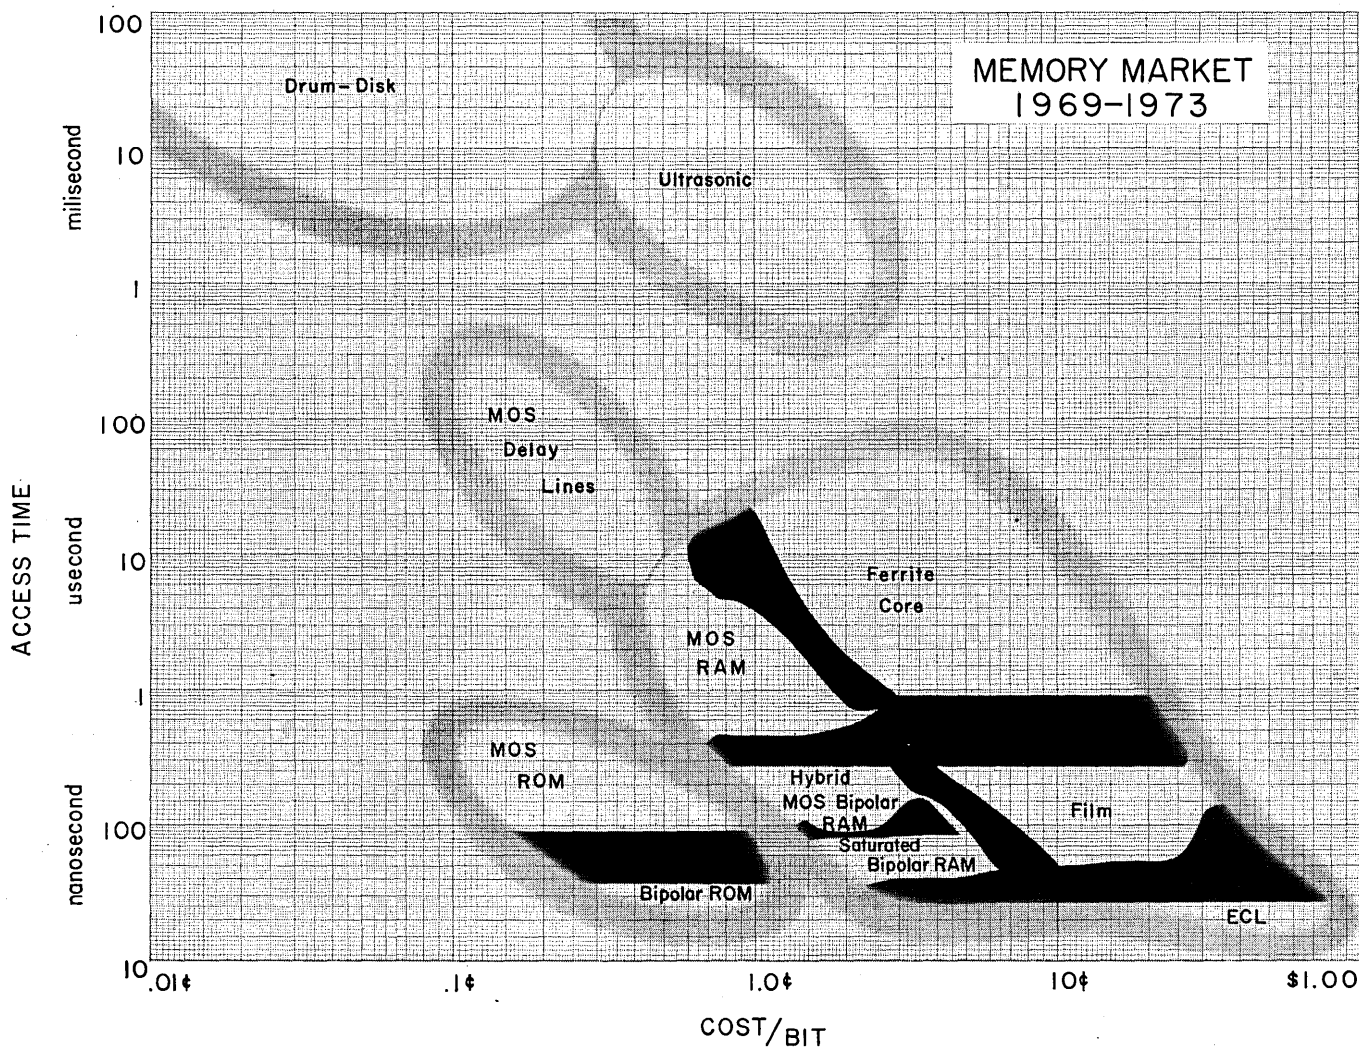 MEMORY MARKET
1969-1973
ACCESS TIME
milisecond
usecond
nanosecond
100
10
1
100
10
1
100
10
Drum-Disk
Ultrasonic
MOS
Delay
Lines
Ferrite
Core
MOS
RAM
MOS
ROM
Hybrid
MOS Bipolar
RAM
Film
Saturated
Bipolar RAM
Bipolar ROM
ECL
.01¢
.1¢
1.0¢
10¢
$1.00
COST/BIT